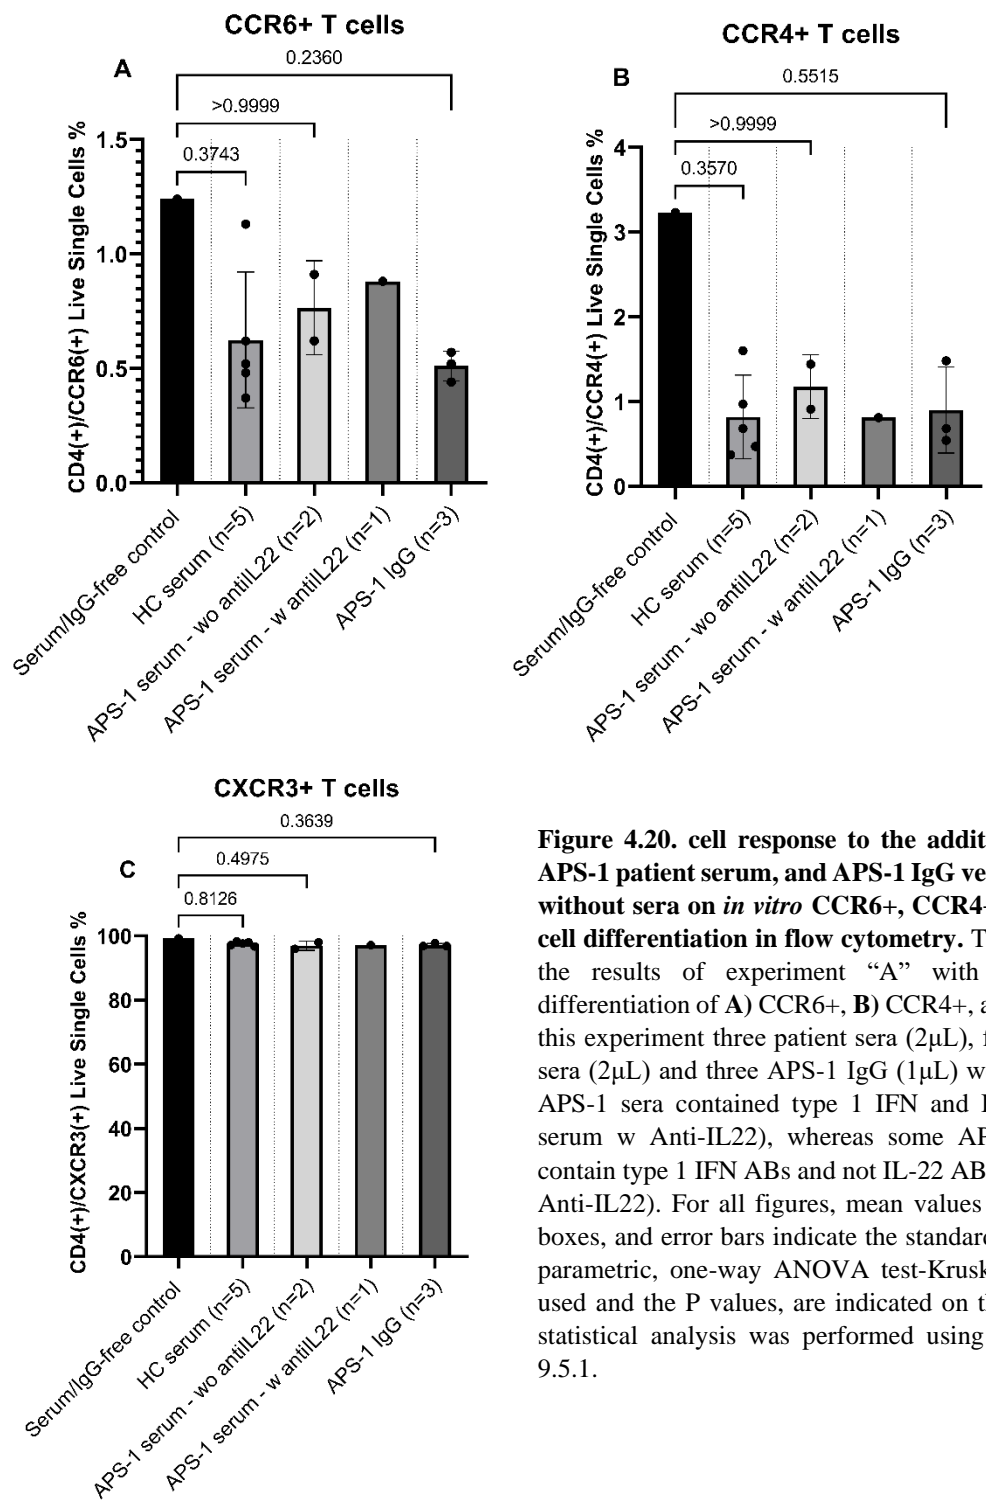 CCR6+ T cells
A
0.2360
>0.9999
0.3743
CD4(+)/CCR6(+) Live Single Cells %
1.5
1.0
0.5
0.0
Serum/IgG-free control
HC serum (n=5)
APS-1 serum - wo antiIL22 (n=2)
APS-1 serum - w antiIL22 (n=1)
APS-1 IgG (n=3)
CCR4+ T cells
B
0.5515
>0.9999
0.3570
CD4(+)/CCR4(+) Live Single Cells %
4
3
2
1
0
Serum/IgG-free control
HC serum (n=5)
APS-1 serum - wo antiIL22 (n=2)
APS-1 serum - w antiIL22 (n=1)
APS-1 IgG (n=3)
CXCR3+ T cells
C
0.3639
0.4975
0.8126
CD4(+)/CXCR3(+) Live Single Cells %
100
80
60
40
20
0
Serum/IgG-free control
HC serum (n=5)
APS-1 serum - wo antiIL22 (n=2)
APS-1 serum - w antiIL22 (n=1)
APS-1 IgG (n=3)
Figure 4.20. cell response to the addit
APS-1 patient serum, and APS-1 IgG ve
without sera on in vitro CCR6+, CCR4+
cell differentiation in flow cytometry. T
the results of experiment “A” with
differentiation of A) CCR6+, B) CCR4+, a
this experiment three patient sera (2μL), f
sera (2μL) and three APS-1 IgG (1μL) w
APS-1 sera contained type 1 IFN and I
serum w Anti-IL22), whereas some AP
contain type 1 IFN ABs and not IL-22 AB
Anti-IL22). For all figures, mean values
boxes, and error bars indicate the standard
parametric, one-way ANOVA test-Krusk
used and the P values, are indicated on th
statistical analysis was performed using
9.5.1.